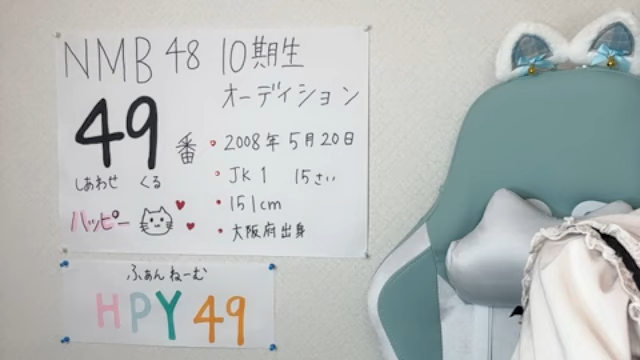 NMB48 10期生
オーディション
49番
しあわせ くる
ハッピー
2008年5月20日
JK1 15さい
151cm
大阪府出身
ふぁんねーむ
HPY49